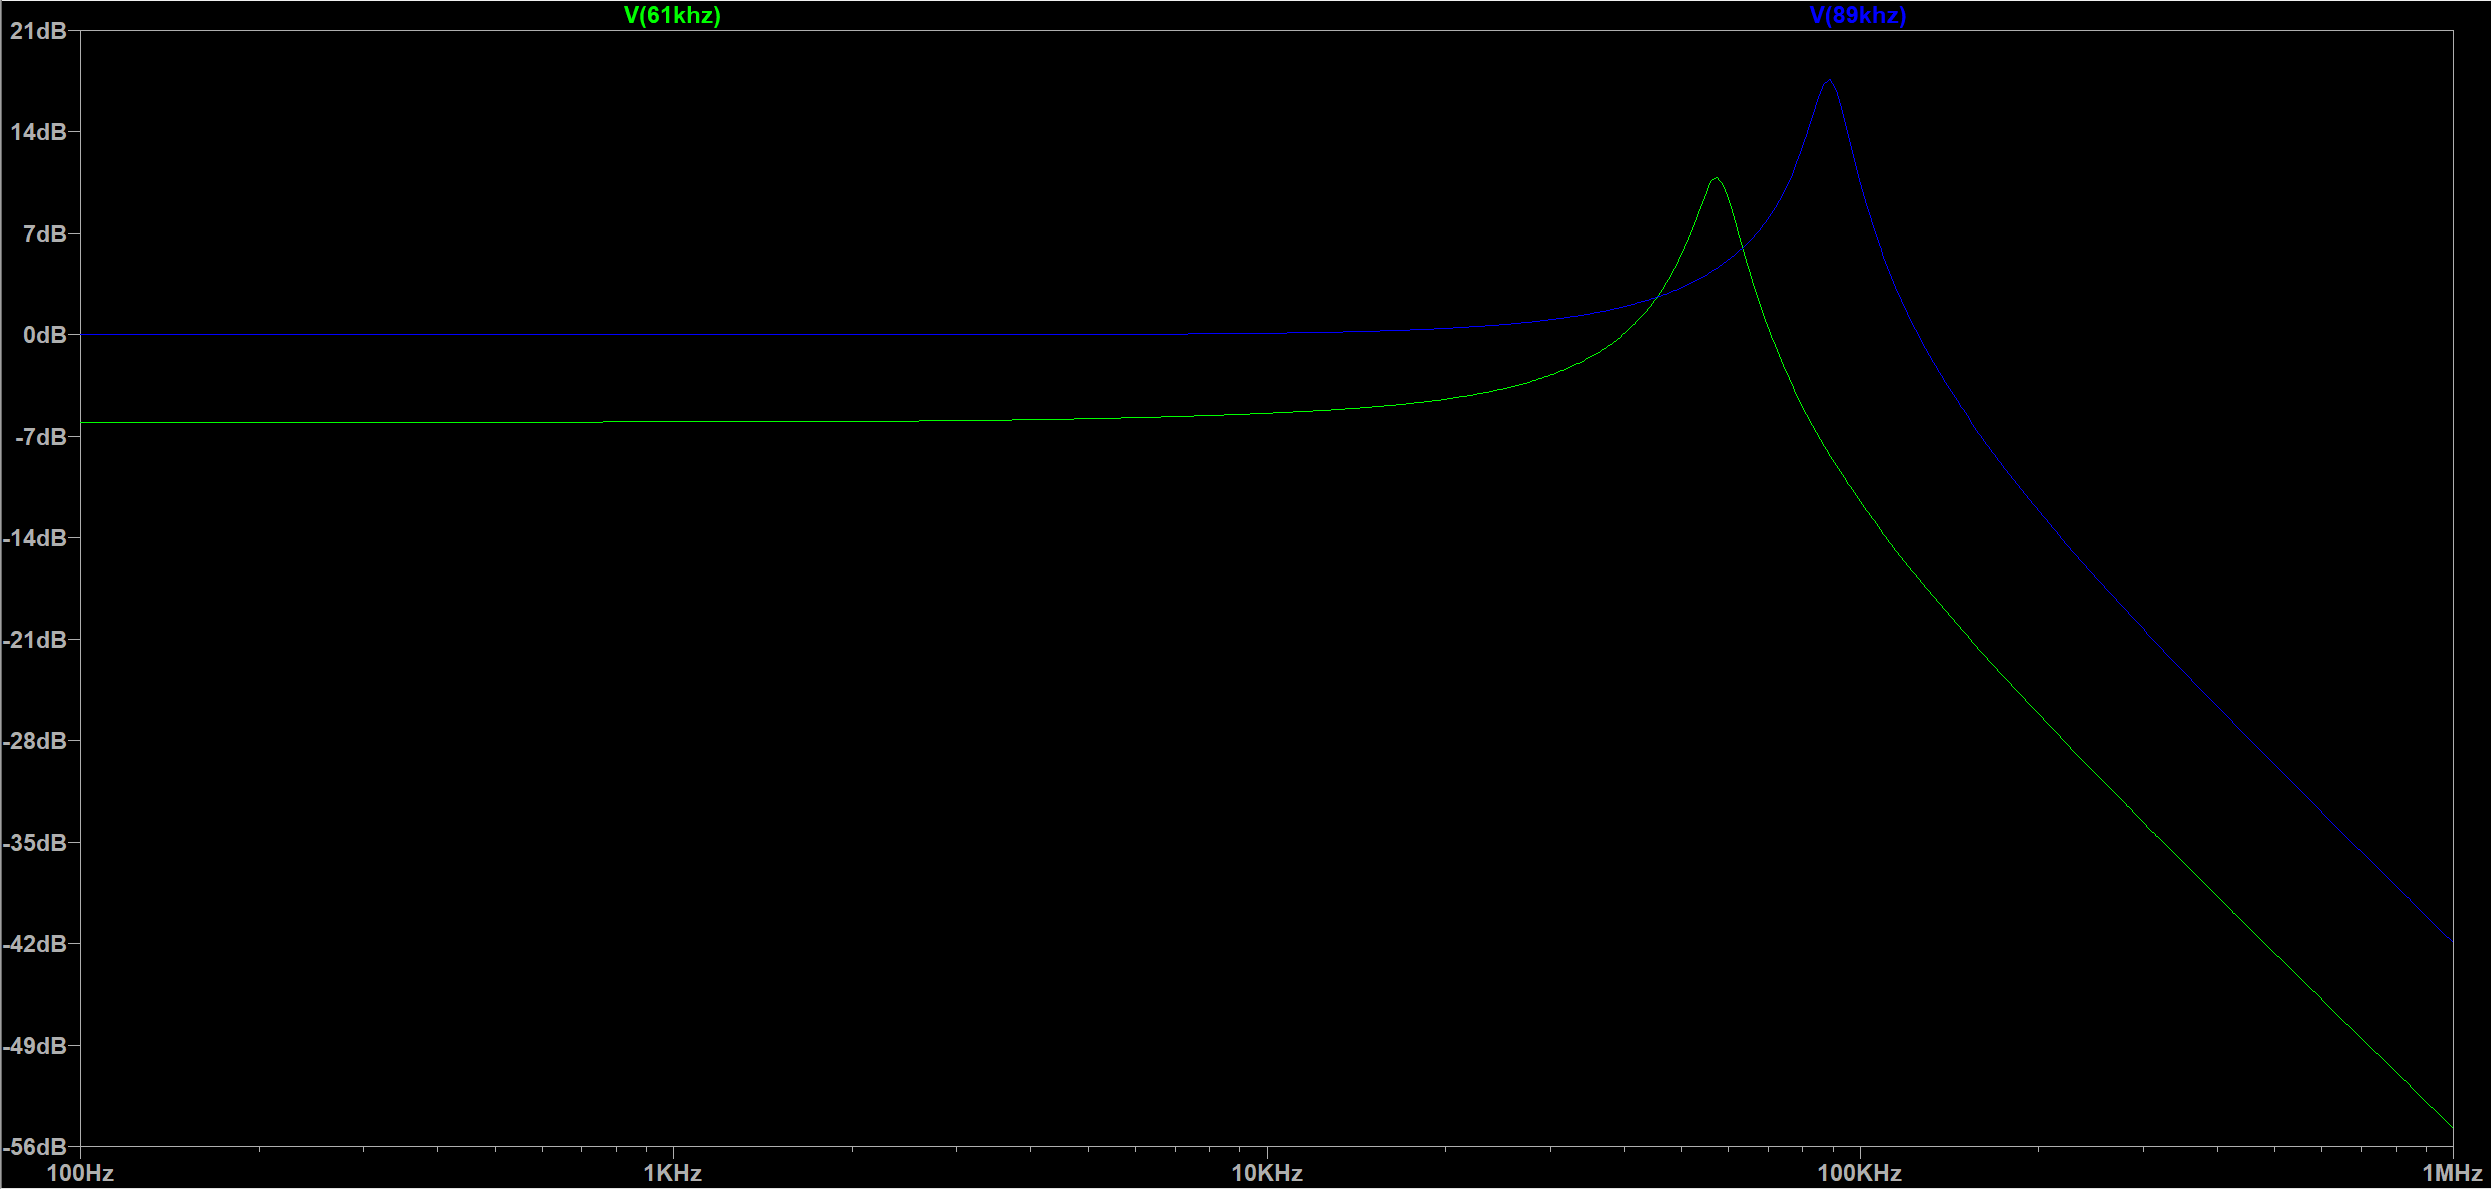 V(61khz) V(89khz)
21dB
14dB
7dB
0dB
-7dB
-14dB
-21dB
-28dB
-35dB
-42dB
-49dB
-56dB
100Hz 1KHz 10KHz 100KHz 1MHz